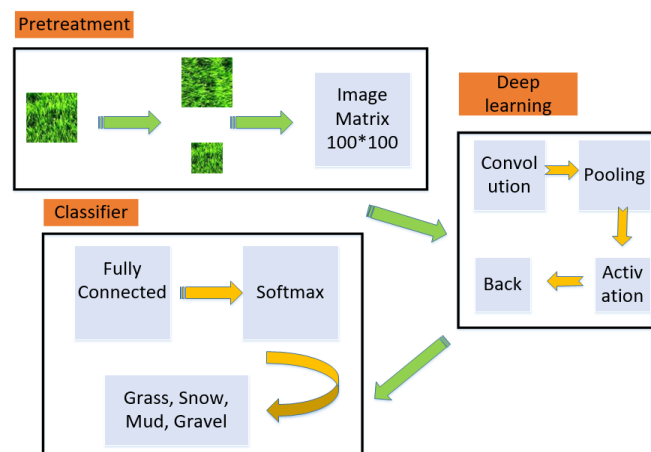 Pretreatment
Image
Matrix
100*100
Deep
learning
Convol
ution
Pooling
Activ
ation
Back
Classifier
Fully
Connected
Softmax
Grass, Snow,
Mud, Gravel